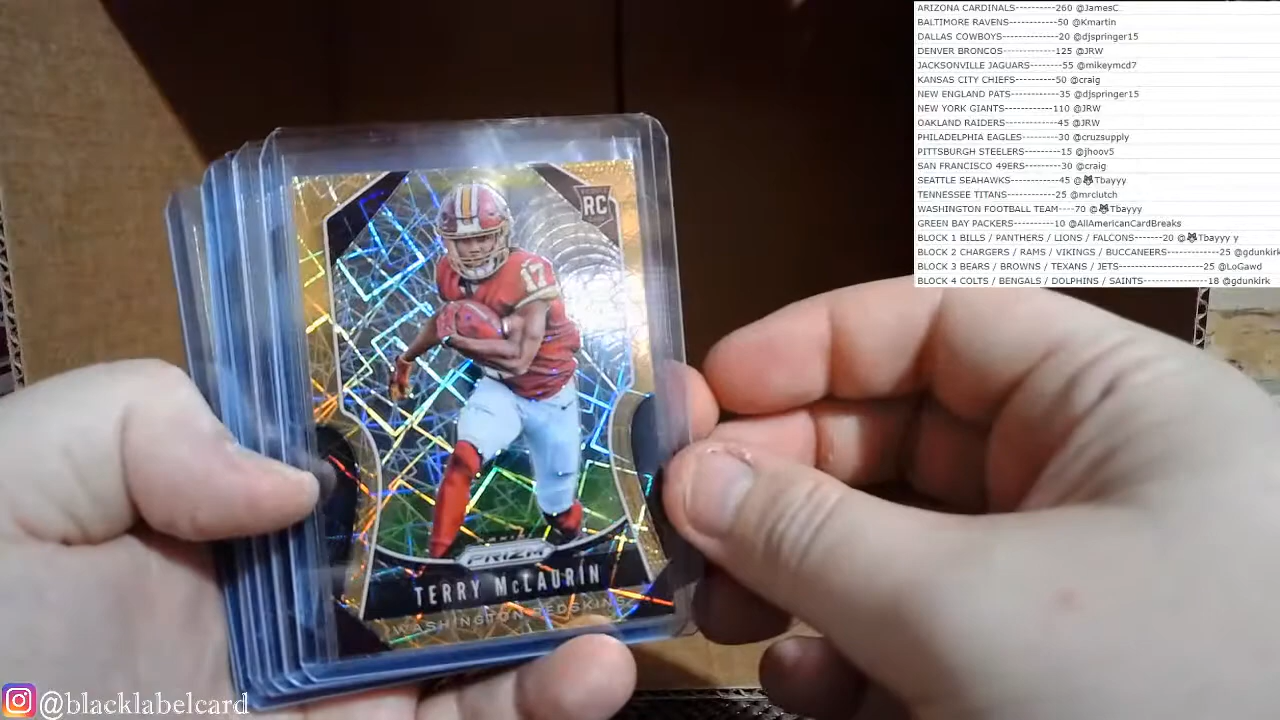 ARIZONA CARDINALS----------260 @JamesC
BALTIMORE RAVENS------------50 @Kmartin
DALLAS COWBOYS--------------20 @djspringer15
DENVER BRONCOS-------------125 @JRW
JACKSONVILLE JAGUARS--------55 @mikeymcd7
KANSAS CITY CHIEFS----------50 @craig
NEW ENGLAND PATS------------35 @djspringer15
NEW YORK GIANTS------------110 @JRW
OAKLAND RAIDERS-------------45 @JRW
PHILADELPHIA EAGLES---------30 @cruzsupply
PITTSBURGH STEELERS---------15 @jhoov5
SAN FRANCISCO 49ERS---------30 @craig
SEATTLE SEAHAWKS------------45 @😈Tbayyy
TENNESSEE TITANS------------25 @mrclutch
WASHINGTON FOOTBALL TEAM----70 @😈Tbayyy
GREEN BAY PACKERS-----------10 @AllAmericanCardBreaks
BLOCK 1 BILLS / PANTHERS / LIONS / FALCONS-------20 @😈Tbayyy y
BLOCK 2 CHARGERS / RAMS / VIKINGS / BUCCANEERS------------25 @gdunkirk
BLOCK 3 BEARS / BROWNS / TEXANS / JETS---------------------25 @LoGawd
BLOCK 4 COLTS / BENGALS / DOLPHINS / SAINTS----------------18 @gdunkirk
RC
17
PANINI
PRIZM
TERRY McLAURIN
WASHINGTON REDSKINS
@blacklabelcard